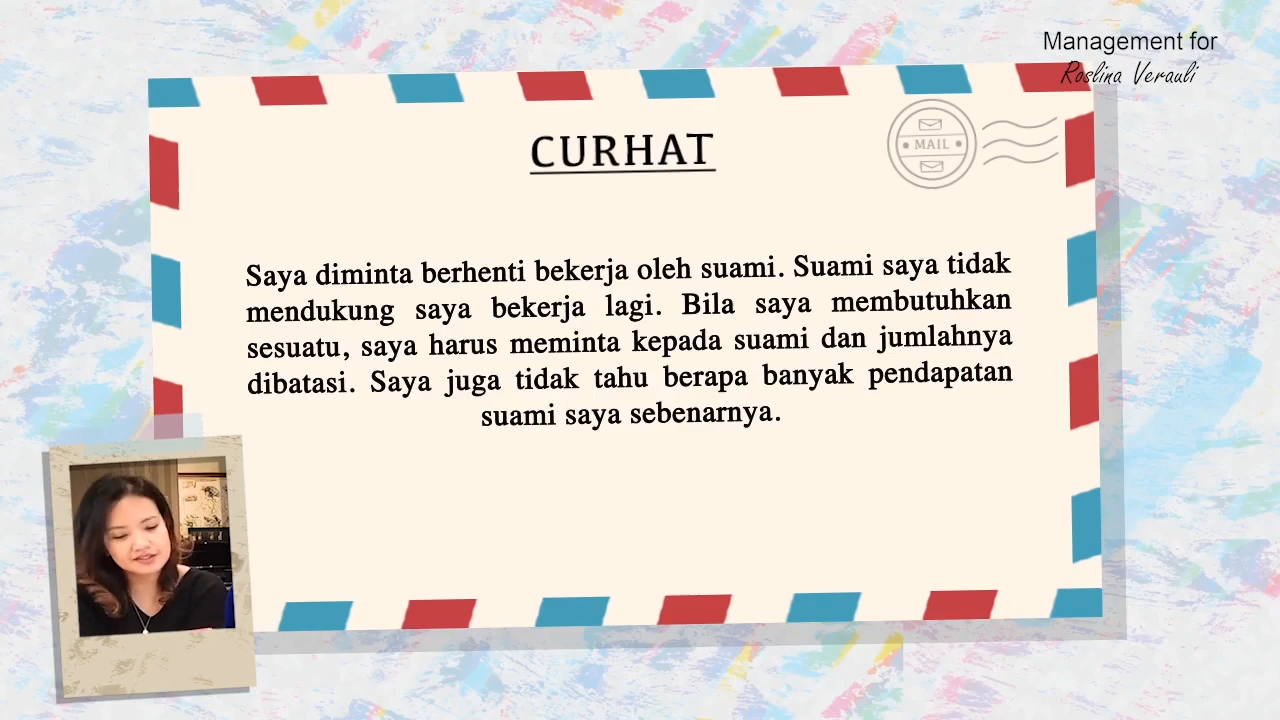 Management for
Roslina Verauli
CURHAT
MAIL
Saya diminta berhenti bekerja oleh suami. Suami saya tidak
mendukung saya bekerja lagi. Bila saya membutuhkan
sesuatu, saya harus meminta kepada suami dan jumlahnya
dibatasi. Saya juga tidak tahu berapa banyak pendapatan
suami saya sebenarnya.